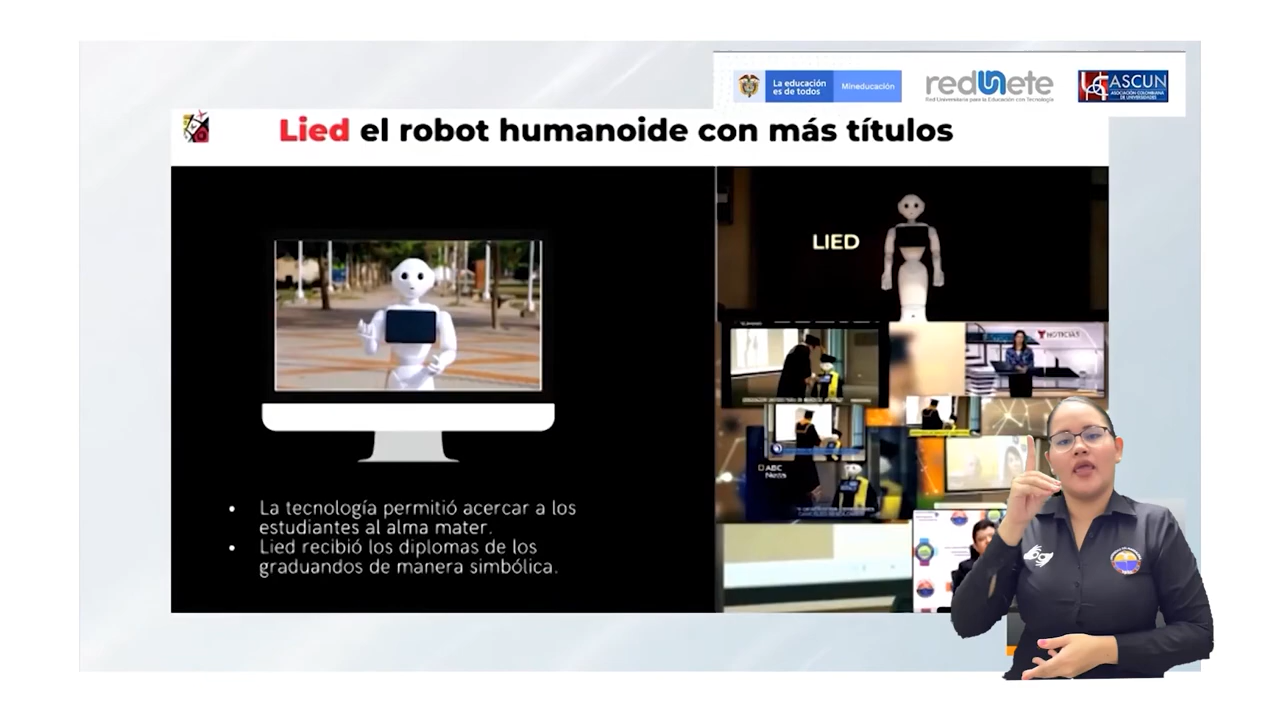 La educación
es de todos
Mineducación
redUNete
Red Universitaria para la Educación con Tecnología
ASCUN
ASOCIACIÓN COLOMBIANA
DE UNIVERSIDADES
Lied el robot humanoide con más títulos
LIED
NOTICIAS
ABC
News
• La tecnología permitió acercar a los
estudiantes al alma mater.
• Lied recibió los diplomas de los
graduandos de manera simbólica.